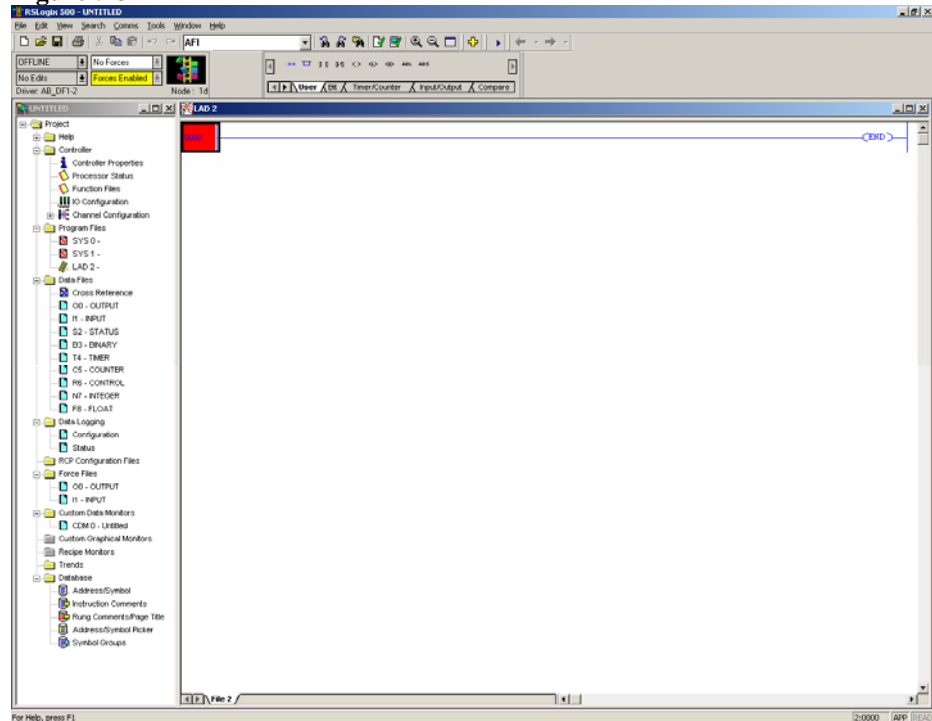 RSLogix 500 - UNTITLED
File Edit View Search Comms Tools Window Help
AFI
OFFLINE No Forces
No Edits Forces Enabled
Driver: AB_DF1-2 Node: 1d
User Bit Timer/Counter Input/Output Compare
UNTITLED
LAD 2
Project
Help
Controller
Controller Properties
Processor Status
Function Files
IO Configuration
Channel Configuration
Program Files
SYS 0 -
SYS 1 -
LAD 2 -
Data Files
Cross Reference
O0 - OUTPUT
I1 - INPUT
S2 - STATUS
B3 - BINARY
T4 - TIMER
C5 - COUNTER
R6 - CONTROL
N7 - INTEGER
F8 - FLOAT
Data Logging
Configuration
Status
RCP Configuration Files
Force Files
O0 - OUTPUT
I1 - INPUT
Custom Data Monitors
CDM 0 - Untitled
Custom Graphical Monitors
Recipe Monitors
Trends
Database
Address/Symbol
Instruction Comments
Rung Comments/Page Title
Address/Symbol Picker
Symbol Groups
0000
END
File 2
For Help, press F1
2:0000 APP READ